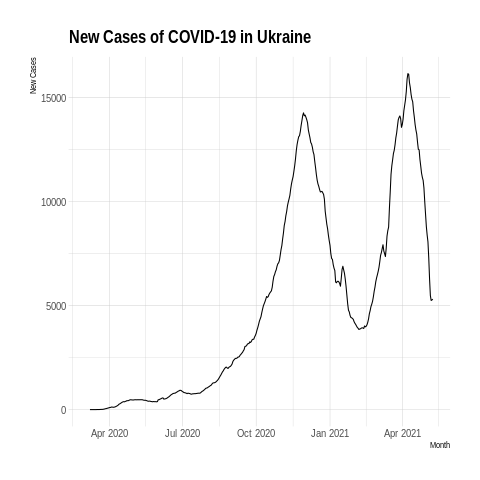 New Cases of COVID-19 in Ukraine
New Cases
15000
10000
5000
0
Apr 2020 Jul 2020 Oct 2020 Jan 2021 Apr 2021
Month